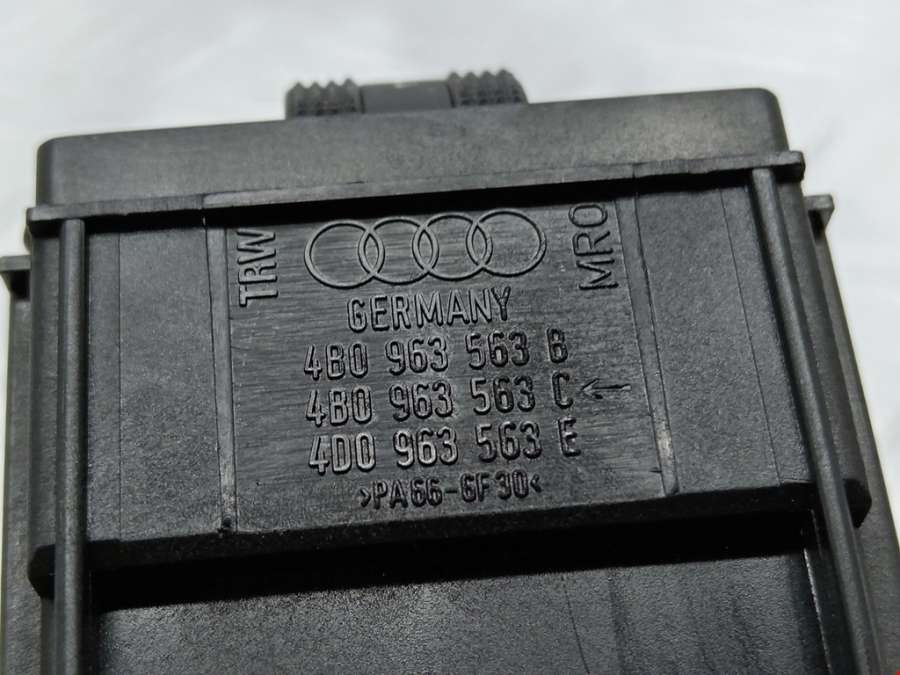 TRW
MRO
GERMANY
4B0 963 563 B
4B0 963 563 C ←
4D0 963 563 E
>PA66-GF30<